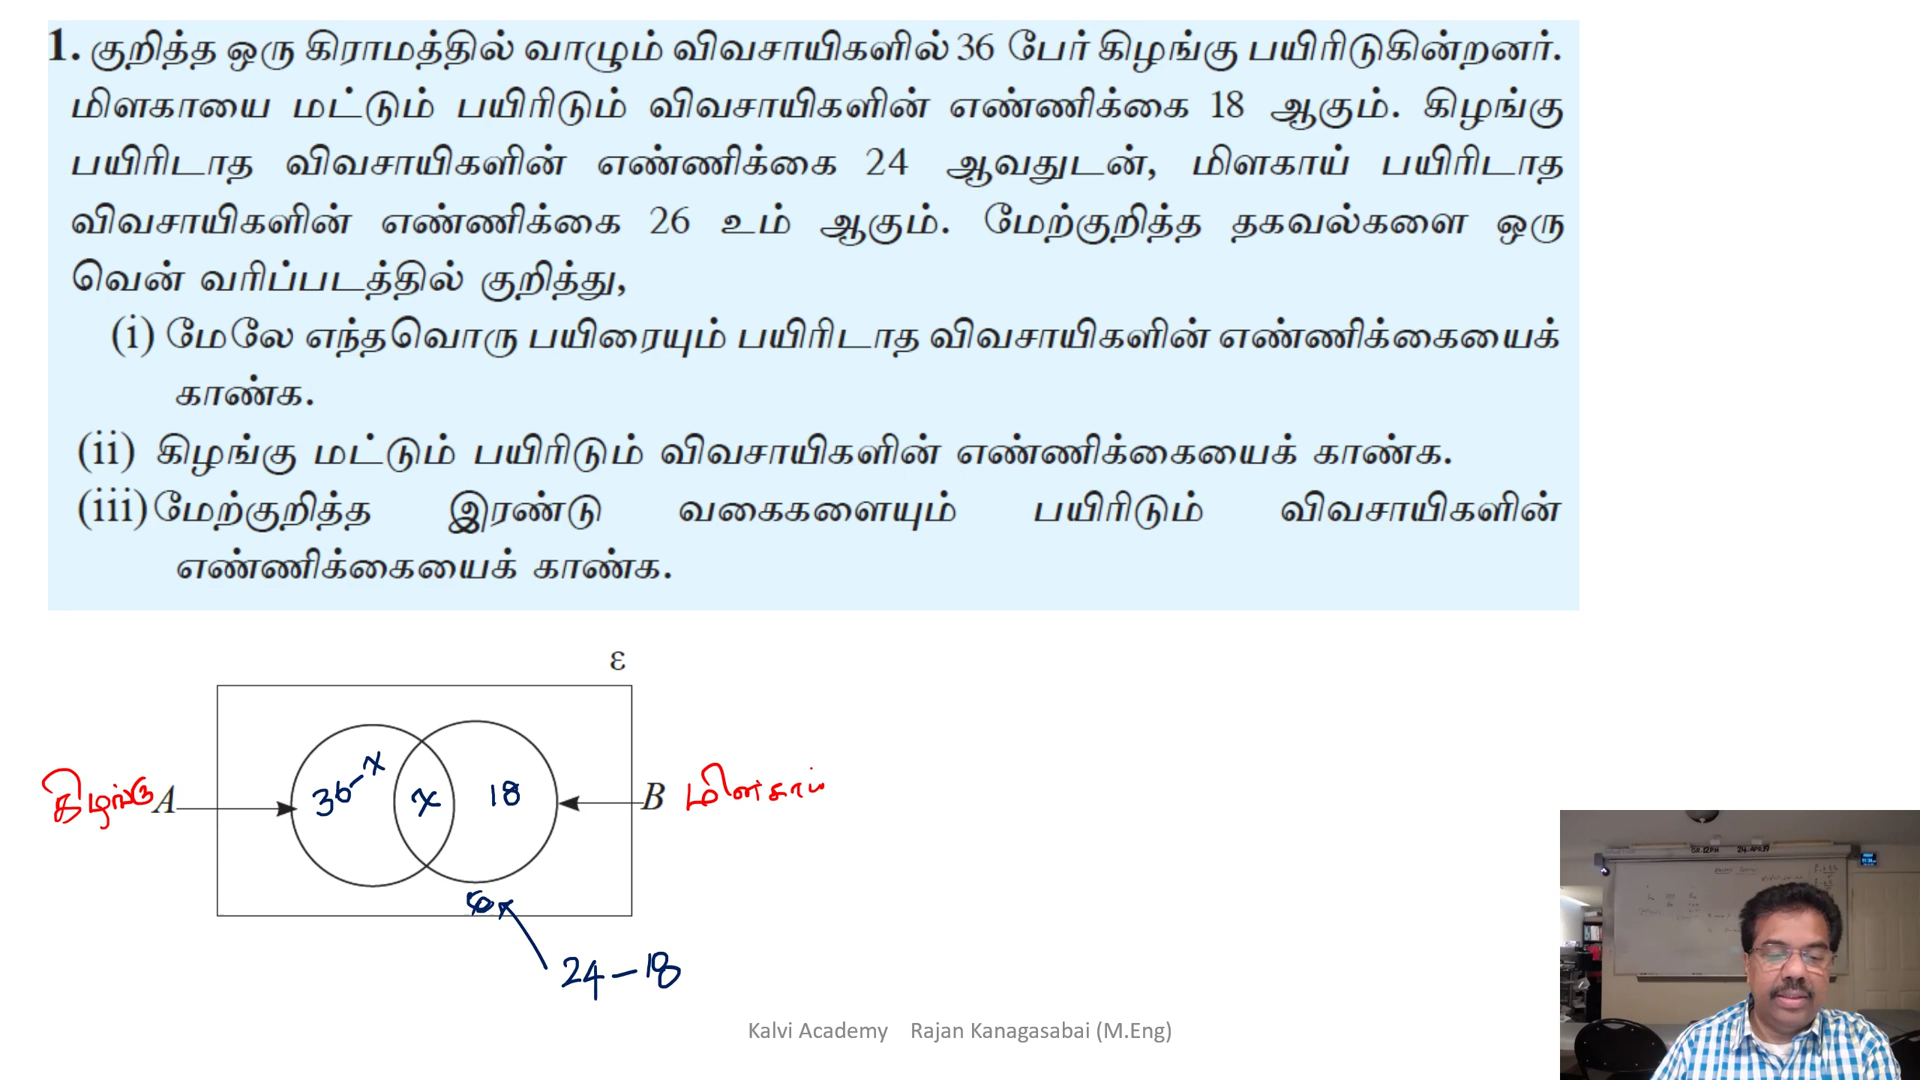 1. குறித்த ஒரு கிராமத்தில் வாழும் விவசாயிகளில் 36 பேர் கிழங்கு பயிரிடுகின்றனர்.
மிளகாயை மட்டும் பயிரிடும் விவசாயிகளின் எண்ணிக்கை 18 ஆகும். கிழங்கு
பயிரிடாத விவசாயிகளின் எண்ணிக்கை 24 ஆவதுடன், மிளகாய் பயிரிடாத
விவசாயிகளின் எண்ணிக்கை 26 உம் ஆகும். மேற்குறித்த தகவல்களை ஒரு
வென் வரிப்படத்தில் குறித்து,
(i) மேலே எந்தவொரு பயிரையும் பயிரிடாத விவசாயிகளின் எண்ணிக்கையைக்
காண்க.
(ii) கிழங்கு மட்டும் பயிரிடும் விவசாயிகளின் எண்ணிக்கையைக் காண்க.
(iii) மேற்குறித்த இரண்டு வகைகளையும் பயிரிடும் விவசாயிகளின்
எண்ணிக்கையைக் காண்க.
ε
கிழங்கு A 36-x x 18 B மிளகாய்
24-18
Kalvi Academy Rajan Kanagasabai (M.Eng)